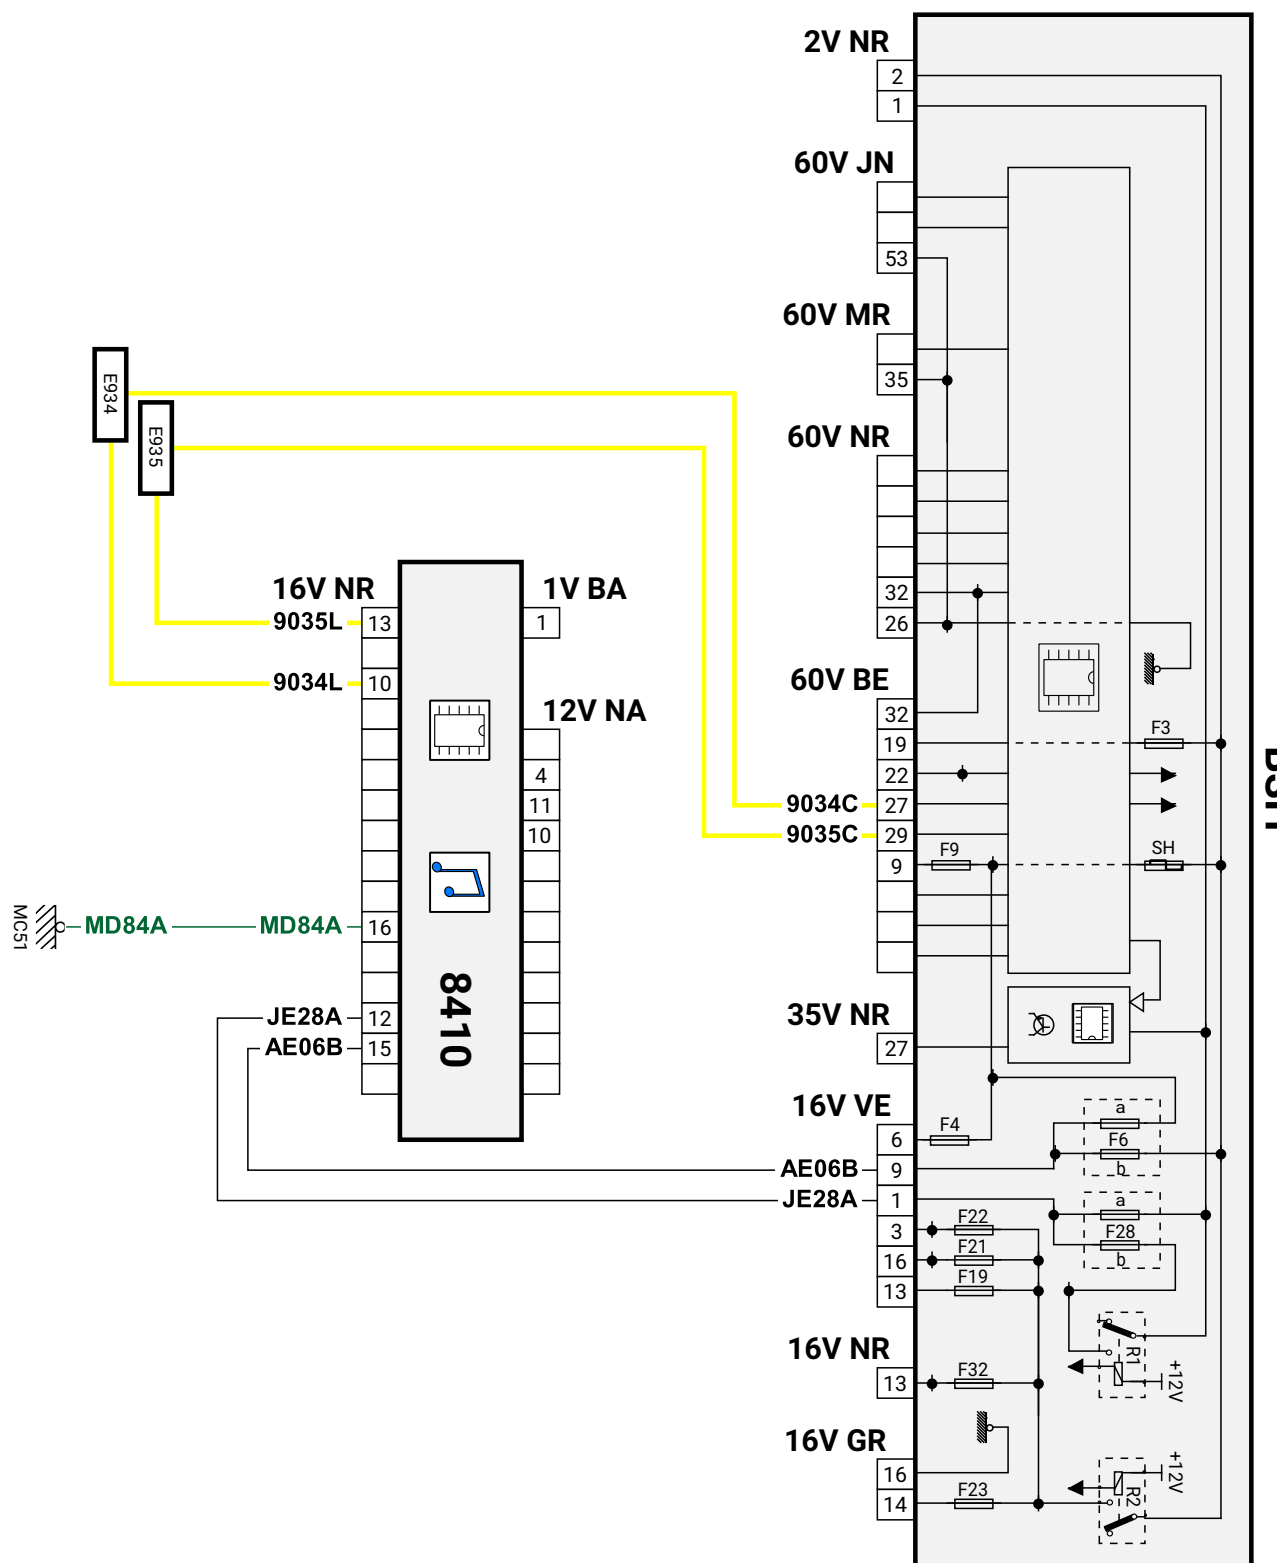 2V NR
2
1
60V JN
53
60V MR
35
60V NR
32
26
60V BE
32
19
22
9034C 27
9035C 29
9
F9
F3
SH
35V NR
27
16V VE
6
F4
AE06B 9
JE28A 1
3
F22
16
F21
13
F19
a
F6
b
a
F28
b
16V NR
13
F32
R1
+12V
16V GR
16
14
F23
+12V
R2
E934
E935
16V NR
9035L 13
9034L 10
MC51
MD84A MD84A 16
JE28A 12
AE06B 15
8410
1V BA
1
12V NA
4
11
10